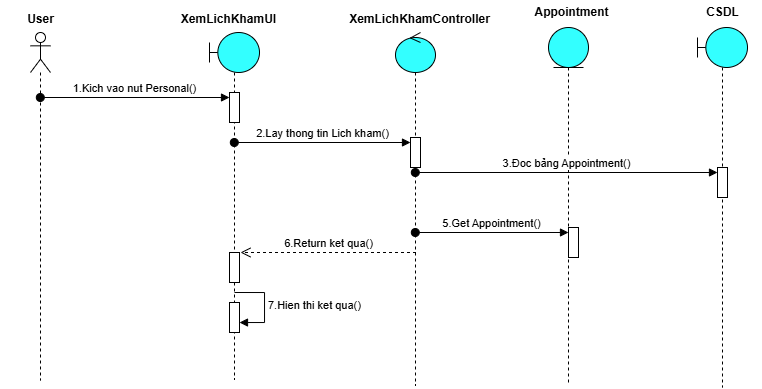 User
XemLichKhamUI
XemLichKhamController
Appointment
CSDL
1.Kich vao nut Personal()
2.Lay thong tin Lich kham()
3.Đoc bảng Appointment()
5.Get Appointment()
6.Return ket qua()
7.Hien thi ket qua()